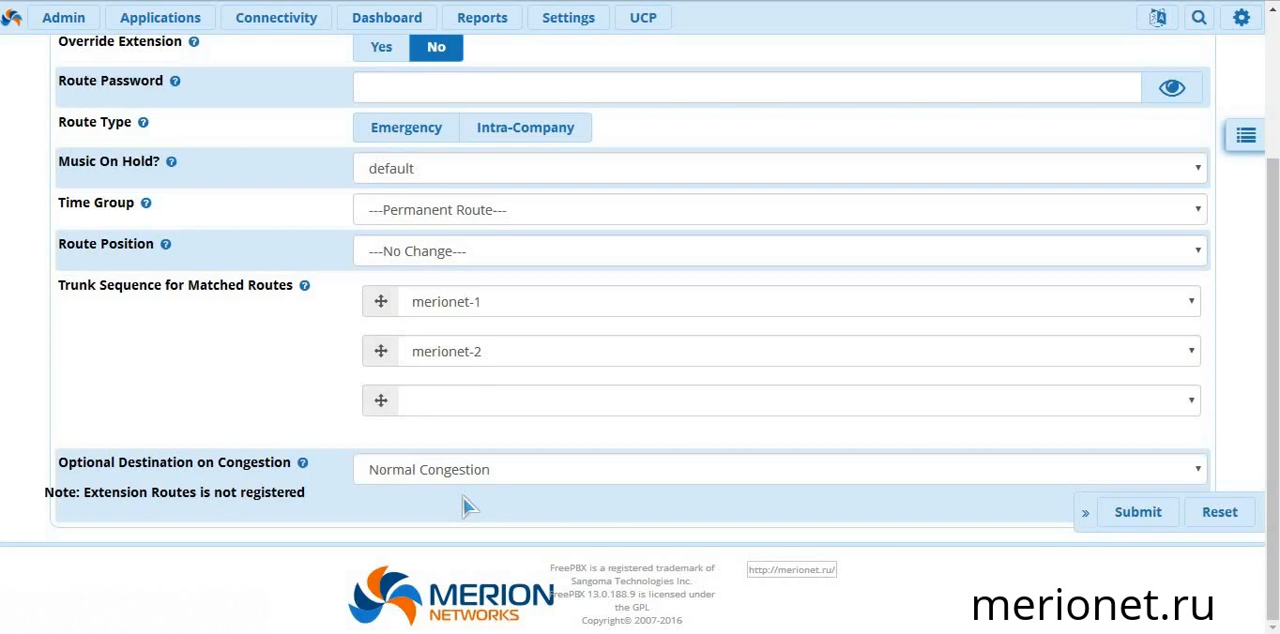 Admin Applications Connectivity Dashboard Reports Settings UCP
Override Extension Yes No
Route Password
Route Type Emergency Intra-Company
Music On Hold? default
Time Group ---Permanent Route---
Route Position ---No Change---
Trunk Sequence for Matched Routes merionet-1
merionet-2
Optional Destination on Congestion Normal Congestion
Note: Extension Routes is not registered
» Submit Reset
MERION
NETWORKS
FreePBX is a registered trademark of
Sangoma Technologies Inc.
FreePBX 13.0.188.9 is licensed under
the GPL
Copyright© 2007-2016
http://merionet.ru/
merionet.ru